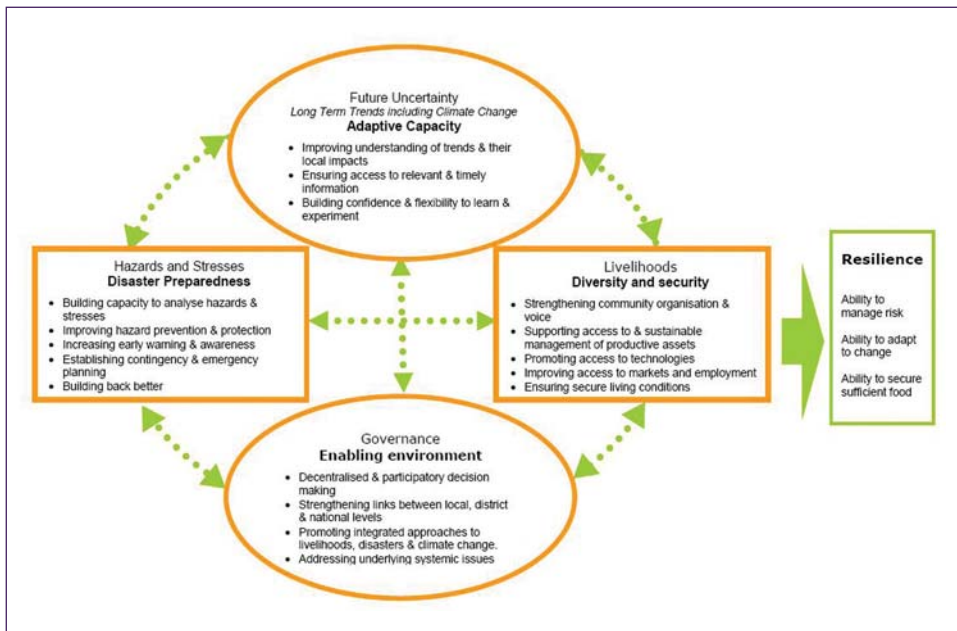 Future Uncertainty
Long Term Trends including Climate Change
Adaptive Capacity
• Improving understanding of trends & their
local impacts
• Ensuring access to relevant & timely
information
• Building confidence & flexibility to learn &
experiment
Hazards and Stresses
Disaster Preparedness
• Building capacity to analyse hazards &
stresses
• Improving hazard prevention & protection
• Increasing early warning & awareness
• Establishing contingency & emergency
planning
• Building back better
Livelihoods
Diversity and security
• Strengthening community organisation &
voice
• Supporting access to & sustainable
management of productive assets
• Promoting access to technologies
• Improving access to markets and employment
• Ensuring secure living conditions
Governance
Enabling environment
• Decentralised & participatory decision
making
• Strengthening links between local, district
& national levels
• Promoting integrated approaches to
livelihoods, disasters & climate change.
• Addressing underlying systemic issues
Resilience
Ability to
manage risk
Ability to adapt
to change
Ability to secure
sufficient food